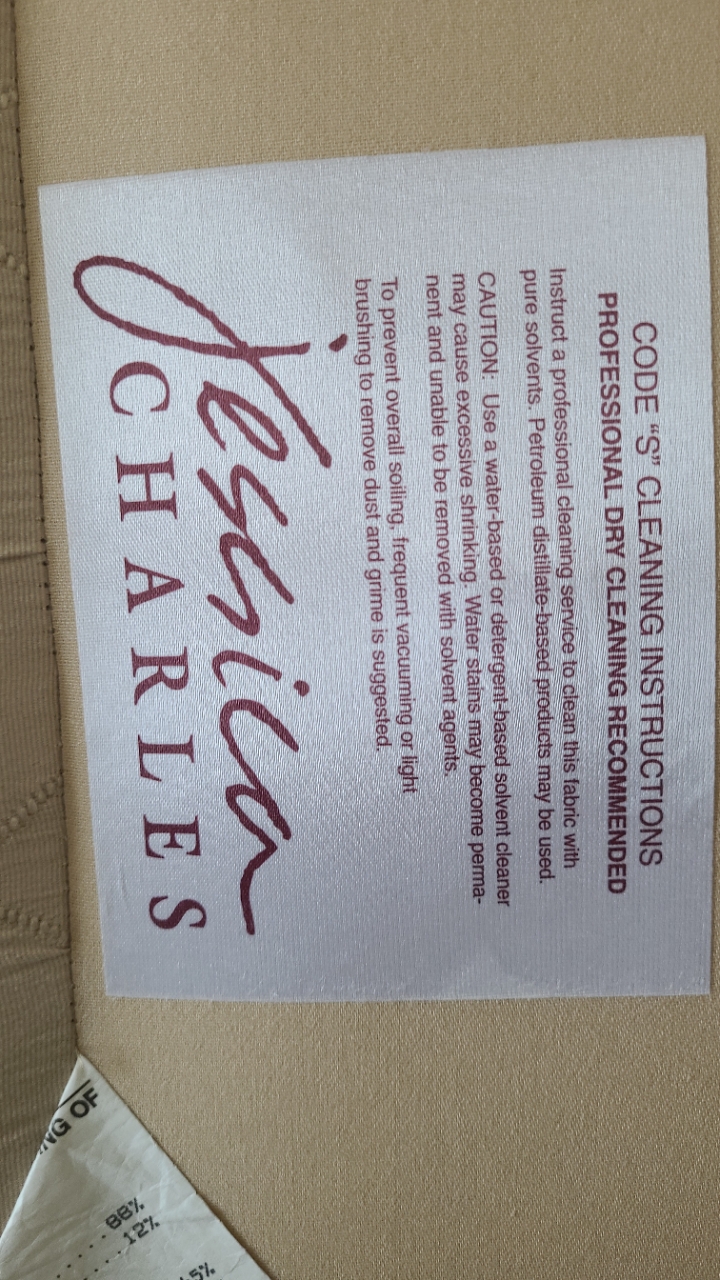 CODE “S” CLEANING INSTRUCTIONS
PROFESSIONAL DRY CLEANING RECOMMENDED
Instruct a professional cleaning service to clean this fabric with
pure solvents. Petroleum distillate-based products may be used.
CAUTION: Use a water-based or detergent-based solvent cleaner
may cause excessive shrinking. Water stains may become perma-
nent and unable to be removed with solvent agents.
To prevent overall soiling, frequent vacuuming or light
brushing to remove dust and grime is suggested.
Jessica
CHARLES
OF
88%
12%
5%